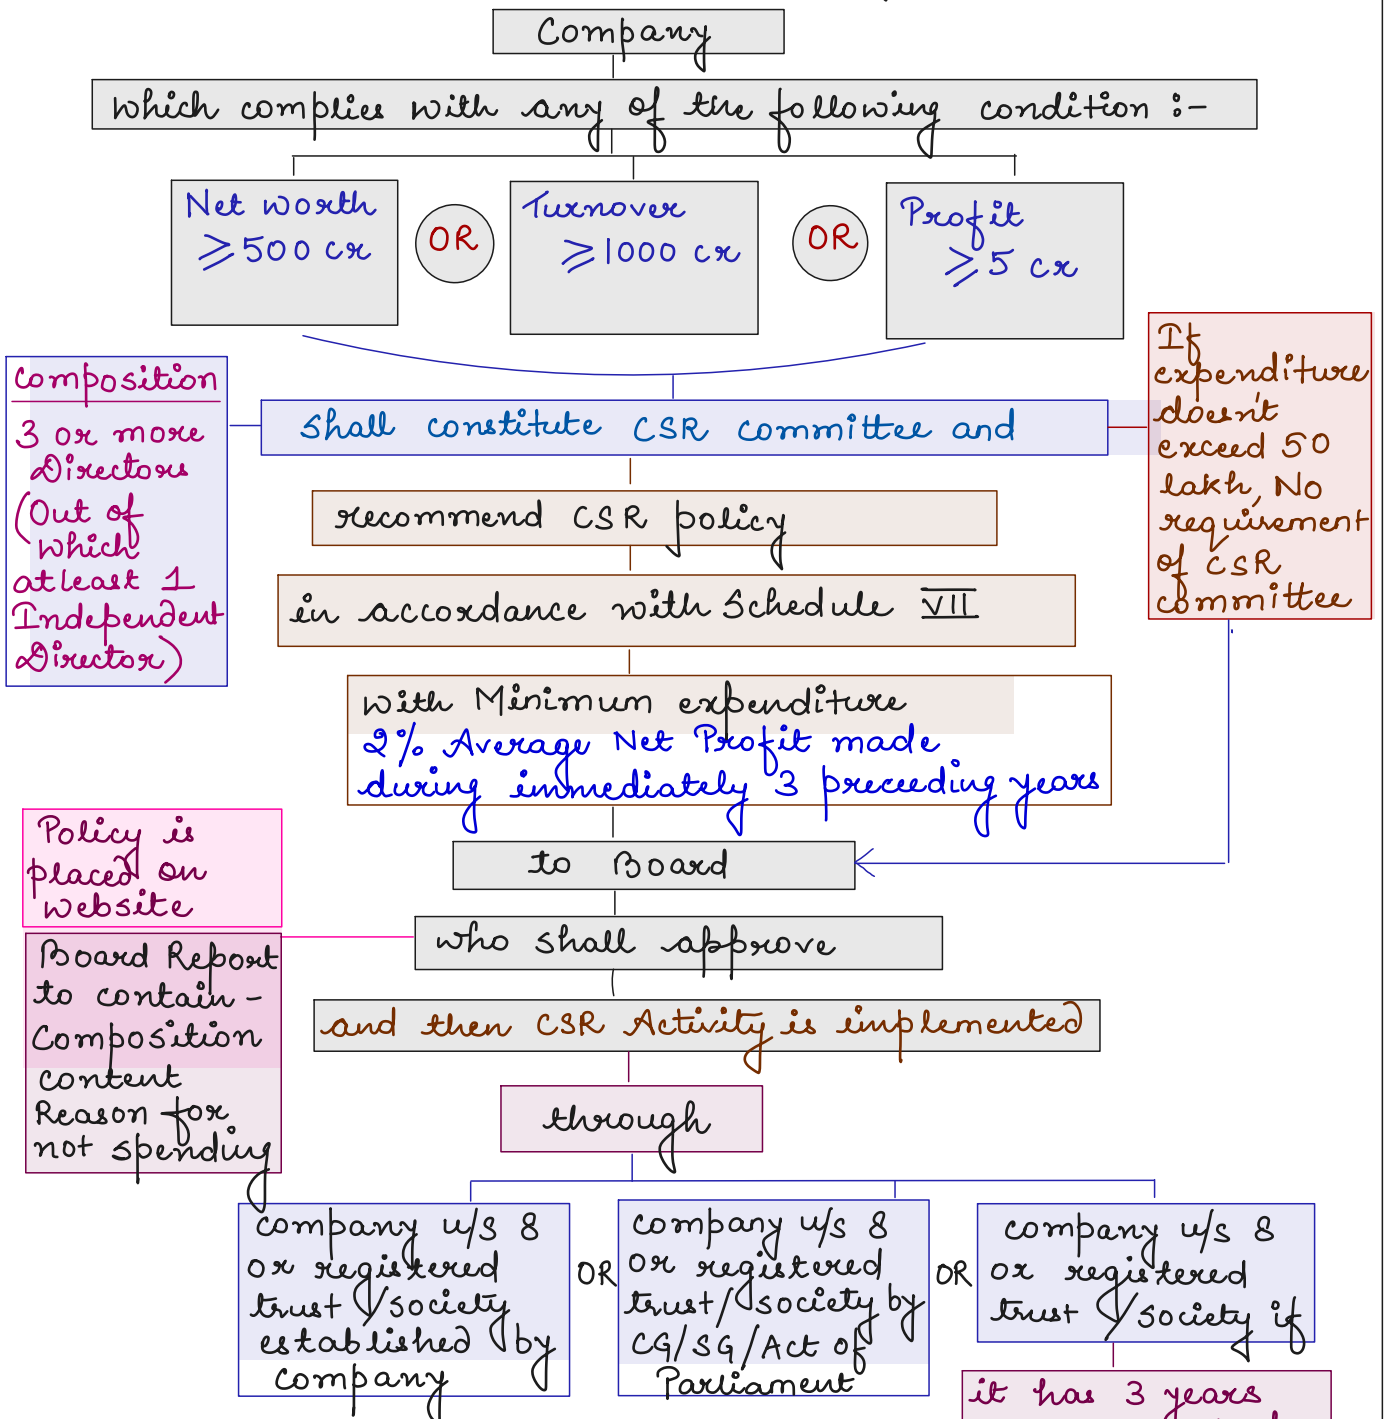 Company
which complies with any of the following condition :-
Net worth
≥ 500 cr
OR
Turnover
≥ 1000 cr
OR
Profit
≥ 5 cr
If
expenditure
doesn't
exceed 50
lakh, No
requirement
of CSR
committee
Composition
3 or more
Directors
(Out of
which
atleast 1
Independent
Director)
shall constitute CSR committee and
recommend CSR policy
in accordance with Schedule VII
with Minimum expenditure
2% Average Net Profit made
during immediately 3 preceeding years
to Board
Policy is
placed on
website
who shall approve
Board Report
to contain -
Composition
content
Reason for
not spending
and then CSR Activity is implemented
through
company u/s 8
or registered
trust/society
established by
company
OR
company u/s 8
or registered
trust/society by
CG/SG/Act of
Parliament
OR
company u/s 8
or registered
trust/society if
it has 3 years